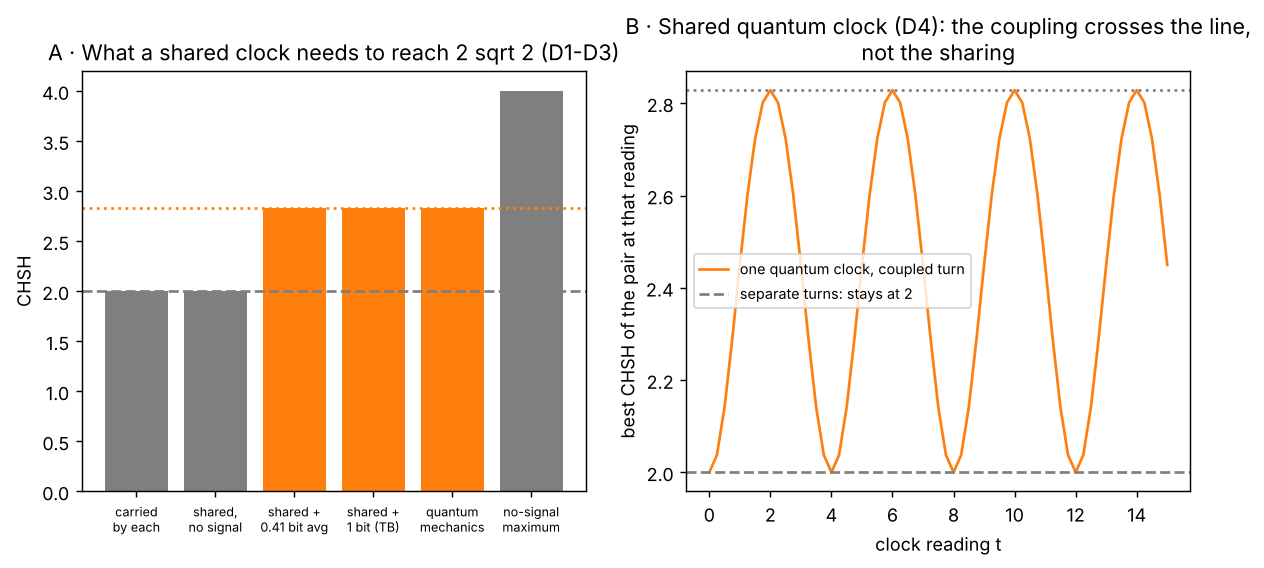 A · What a shared clock needs to reach 2 sqrt 2 (D1-D3)
CHSH
4.0
3.5
3.0
2.5
2.0
1.5
1.0
0.5
0.0
carried
by each
shared,
no signal
shared +
0.41 bit avg
shared +
1 bit (TB)
quantum
mechanics
no-signal
maximum
B · Shared quantum clock (D4): the coupling crosses the line,
not the sharing
best CHSH of the pair at that reading
2.8
2.6
2.4
2.2
2.0
one quantum clock, coupled turn
separate turns: stays at 2
0 2 4 6 8 10 12 14
clock reading t